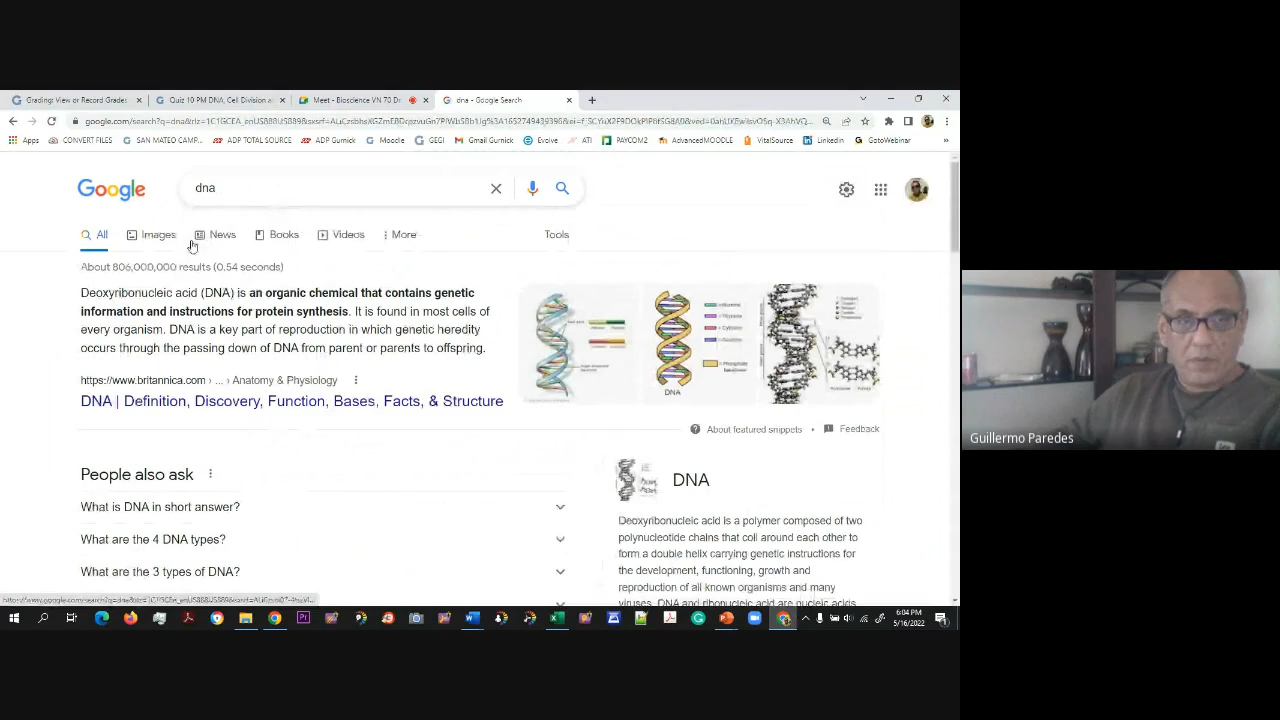 Grading: View or Record Grades
Quiz 10 PM DNA, Cell Division a
Meet - Bioscience VN 70 Dr
dna - Google Search
Apps
CONVERT FILES
SAN MATEO CAMP...
ADP TOTAL SOURCE
ADP Gurnick
Moodle
GEGI
Gmail Gurnick
Evolve
ATI
PAYCOM2
AdvancedMOODLE
VitalSource
Linkedin
GotoWebinar
Google
dna
All
Images
News
Books
Videos
More
Tools
About 806,000,000 results (0.54 seconds)
Deoxyribonucleic acid (DNA) is an organic chemical that contains genetic
information and instructions for protein synthesis. It is found in most cells of
every organism. DNA is a key part of reproduction in which genetic heredity
occurs through the passing down of DNA from parent or parents to offspring.
DNA
https://www.britannica.com › ... › Anatomy & Physiology
DNA | Definition, Discovery, Function, Bases, Facts, & Structure
About featured snippets
Feedback
People also ask
What is DNA in short answer?
What are the 4 DNA types?
What are the 3 types of DNA?
DNA
Deoxyribonucleic acid is a polymer composed of two
polynucleotide chains that coil around each other to
form a double helix carrying genetic instructions for
the development, functioning, growth and
reproduction of all known organisms and many
viruses. DNA and ribonucleic acid are nucleic acids
6:04 PM
5/16/2022
Guillermo Paredes